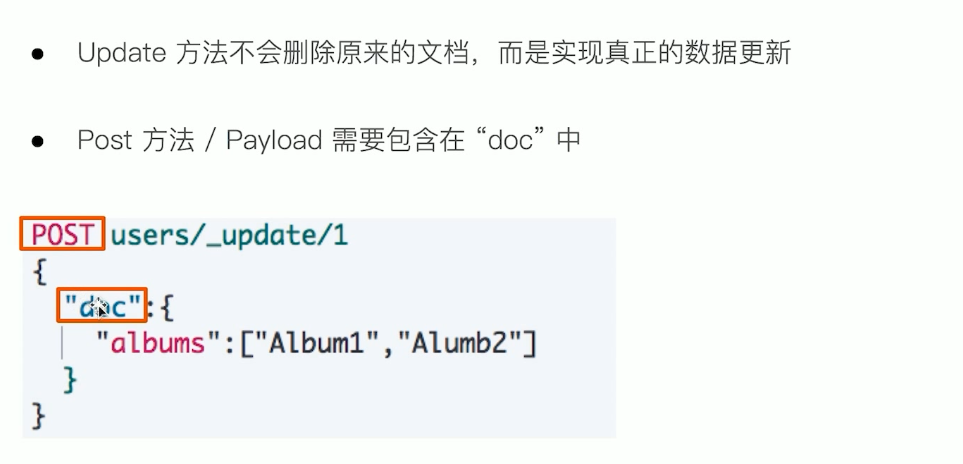 ● Update 方法不会删除原来的文档，而是实现真正的数据更新
● Post 方法 / Payload 需要包含在 “doc” 中
POST users/_update/1
{
"doc":{
"albums":["Album1","Alumb2"]
}
}